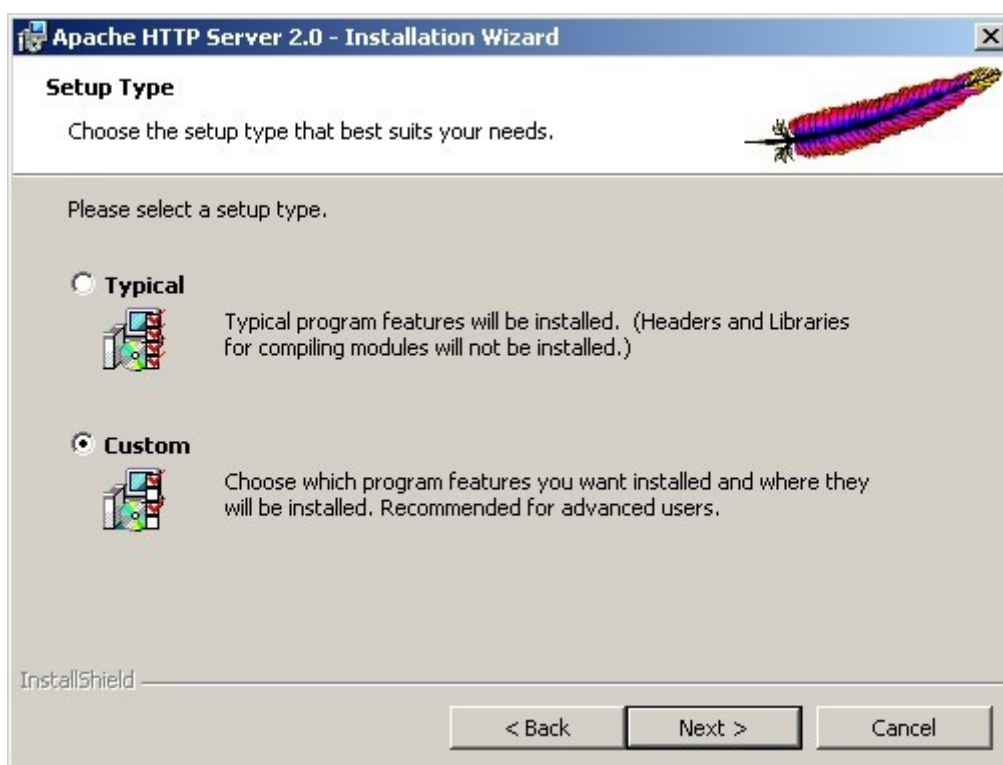 Apache HTTP Server 2.0 - Installation Wizard
Setup Type
Choose the setup type that best suits your needs.
Please select a setup type.
Typical
Typical program features will be installed. (Headers and Libraries
for compiling modules will not be installed.)
Custom
Choose which program features you want installed and where they
will be installed. Recommended for advanced users.
InstallShield
< Back
Next >
Cancel